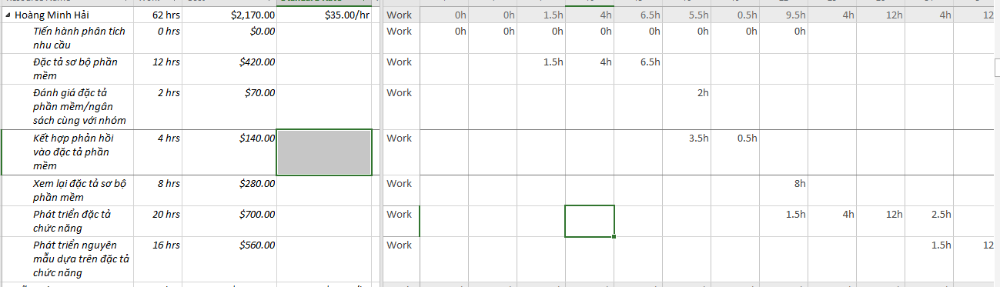 Hoàng Minh Hải 62 hrs $2,170.00 $35.00/hr Work 0h 0h 1.5h 4h 6.5h 5.5h 0.5h 9.5h 4h 12h 4h 12
Tiến hành phân tích 0 hrs $0.00 Work 0h 0h 0h 0h 0h 0h 0h 0h
nhu cầu
Đặc tả sơ bộ phần 12 hrs $420.00 Work 1.5h 4h 6.5h
mềm
Đánh giá đặc tả 2 hrs $70.00 Work 2h
phần mềm/ngân
sách cùng với nhóm
Kết hợp phản hồi 4 hrs $140.00 Work 3.5h 0.5h
vào đặc tả phần
mềm
Xem lại đặc tả sơ bộ 8 hrs $280.00 Work 8h
phần mềm
Phát triển đặc tả 20 hrs $700.00 Work 1.5h 4h 12h 2.5h
chức năng
Phát triển nguyên 16 hrs $560.00 Work 1.5h 12
mẫu dựa trên đặc tả
chức năng